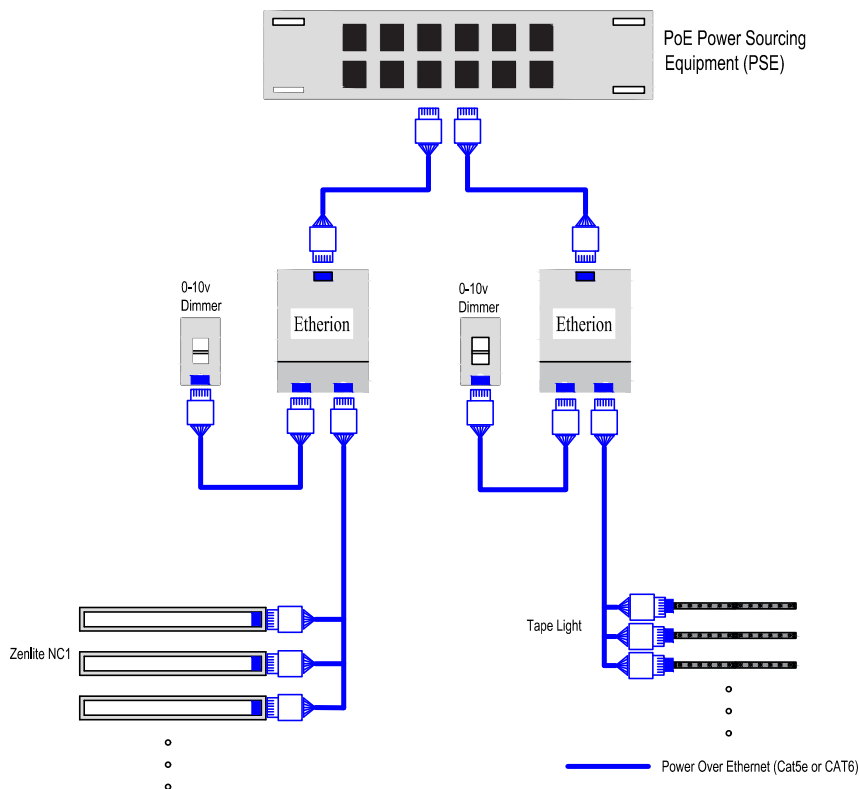 PoE Power Sourcing
Equipment (PSE)
0-10v
Dimmer
Etherion
0-10v
Dimmer
Etherion
Zenlite NC1
Tape Light
Power Over Ethernet (Cat5e or CAT6)